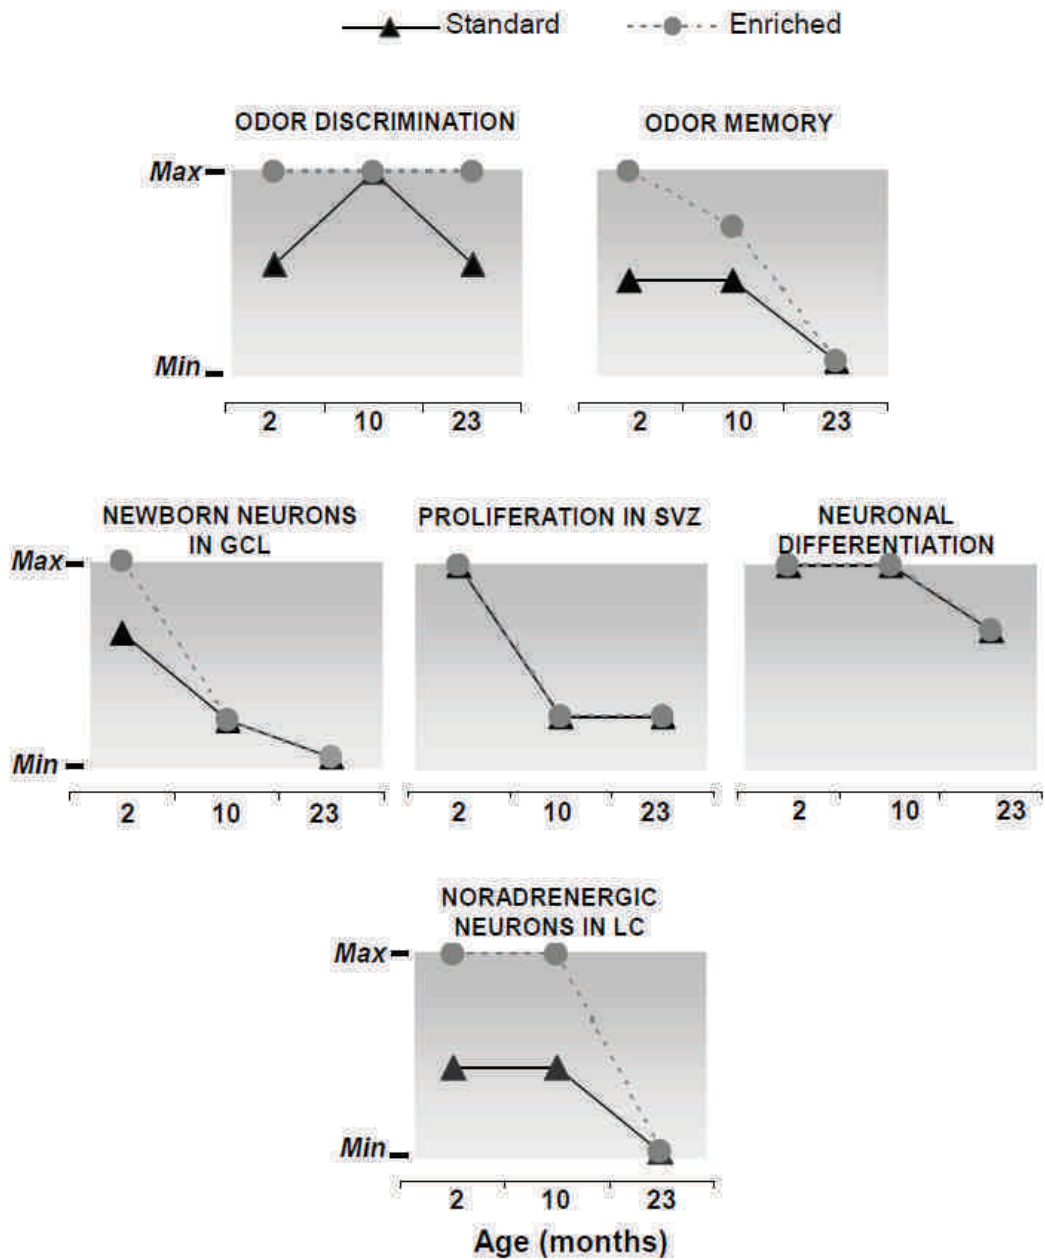 Standard Enriched
ODOR DISCRIMINATION ODOR MEMORY
Max
Min
2 10 23 2 10 23
NEWBORN NEURONS IN GCL PROLIFERATION IN SVZ NEURONAL DIFFERENTIATION
Max
Min
2 10 23 2 10 23 2 10 23
NORADRENERGIC
NEURONS IN LC
Max
Min
2 10 23
Age (months)